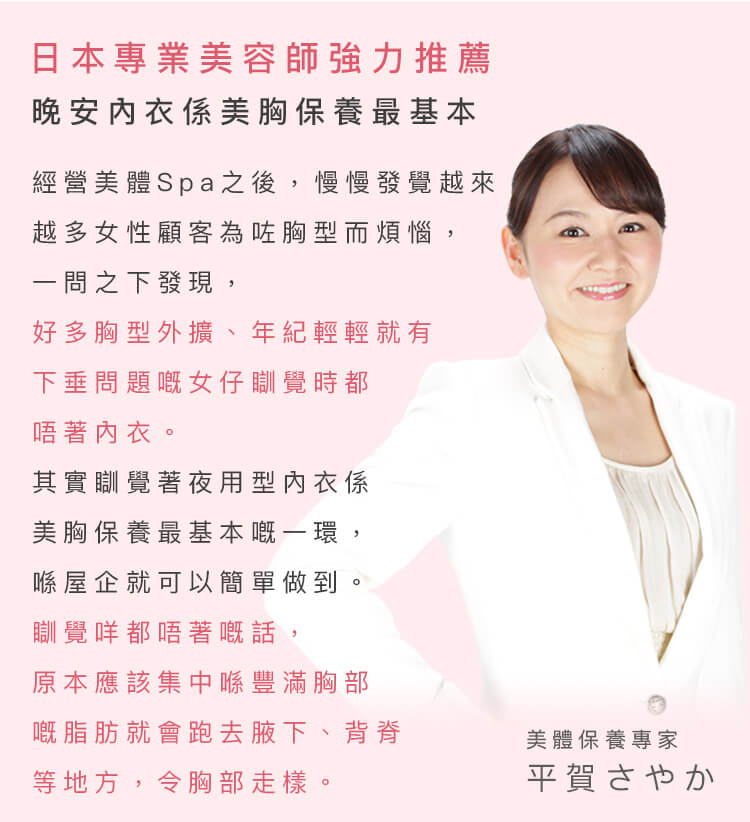 日本專業美容師強力推薦
晚安內衣係美胸保養最基本
經營美體Spa之後，慢慢發覺越來
越多女性顧客為咗胸型而煩惱，
一問之下發現，
好多胸型外擴、年紀輕輕就有
下垂問題嘅女仔瞓覺時都
唔著內衣。
其實瞓覺著夜用型內衣係
美胸保養最基本嘅一環，
喺屋企就可以簡單做到。
瞓覺咩都唔著嘅話，
原本應該集中喺豐滿胸部
嘅脂肪就會跑去腋下、背脊
等地方，令胸部走樣。
美體保養專家
平賀さやか